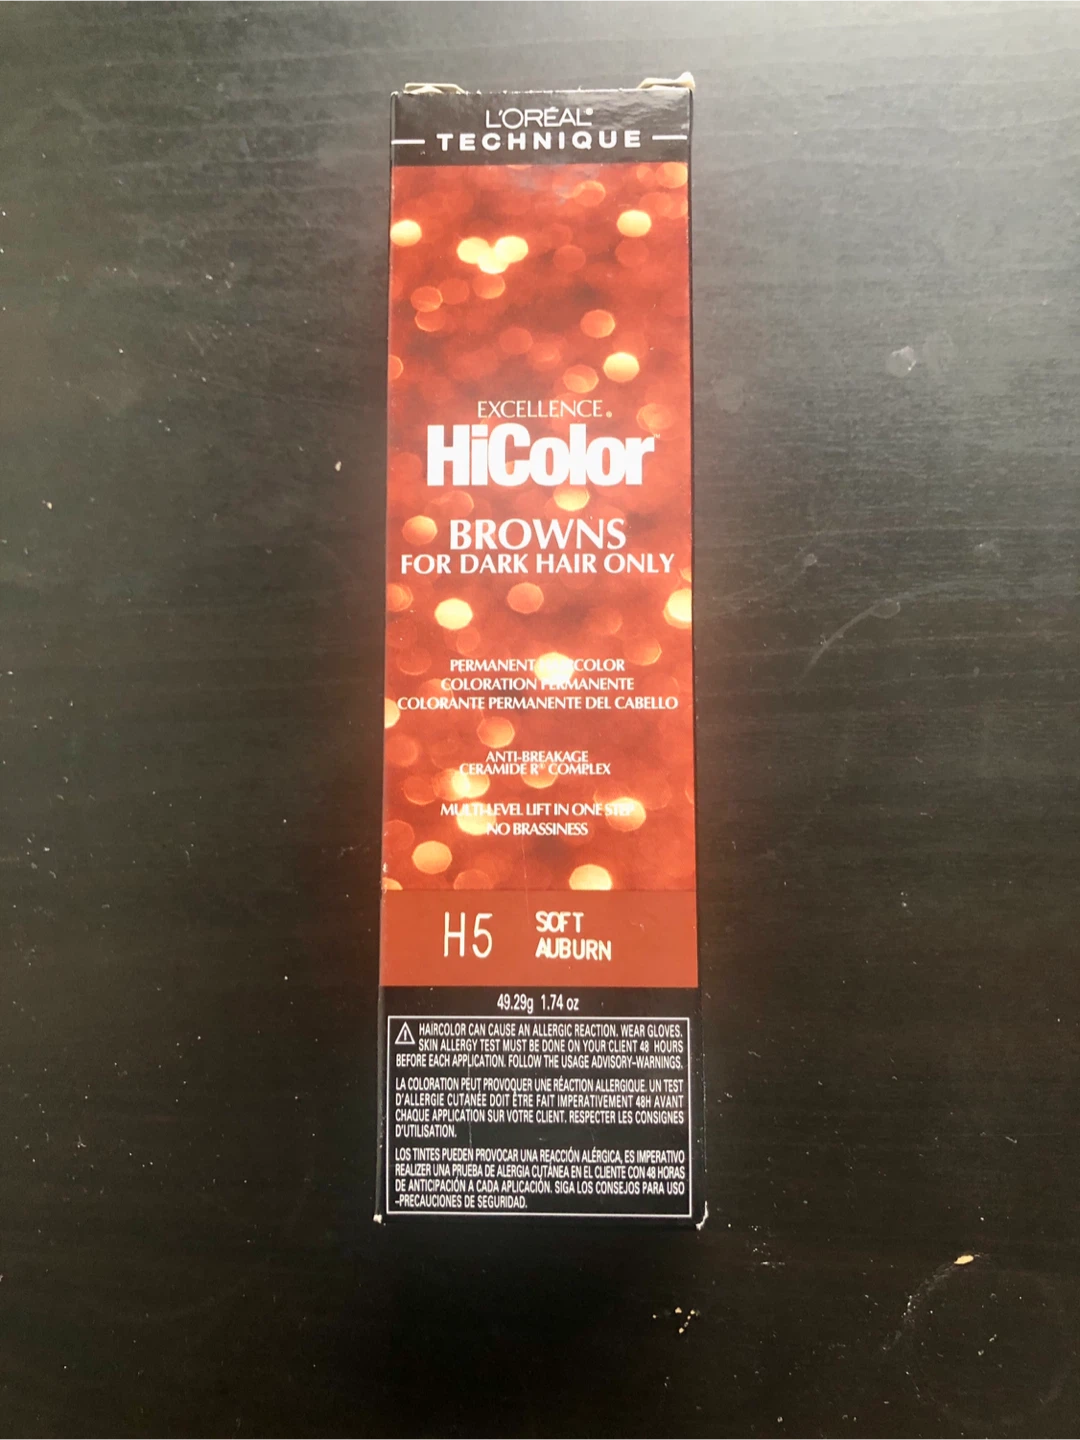 L'ORÉAL®
TECHNIQUE
EXCELLENCE®
HiColor™
BROWNS
FOR DARK HAIR ONLY
PERMANENT HAIRCOLOR
COLORATION PERMANENTE
COLORANTE PERMANENTE DEL CABELLO
ANTI-BREAKAGE
CERAMIDE R® COMPLEX
MULTI-LEVEL LIFT IN ONE STEP
NO BRASSINESS
H5 SOFT
AUBURN
49.29g 1.74 oz
HAIRCOLOR CAN CAUSE AN ALLERGIC REACTION. WEAR GLOVES.
SKIN ALLERGY TEST MUST BE DONE ON YOUR CLIENT 48 HOURS
BEFORE EACH APPLICATION. FOLLOW THE USAGE ADVISORY-WARNINGS.
LA COLORATION PEUT PROVOQUER UNE RÉACTION ALLERGIQUE. UN TEST
D'ALLERGIE CUTANÉE DOIT ÊTRE FAIT IMPERATIVEMENT 48H AVANT
CHAQUE APPLICATION SUR VOTRE CLIENT. RESPECTER LES CONSIGNES
D'UTILISATION.
LOS TINTES PUEDEN PROVOCAR UNA REACCIÓN ALÉRGICA, ES IMPERATIVO
REALIZER UNA PRUEBA DE ALERGIA CUTÁNEA EN EL CLIENTE CON 48 HORAS
DE ANTICIPACIÓN A CADA APLICACIÓN. SIGA LOS CONSEJOS PARA USO
-PRECAUCIONES DE SEGURIDAD.